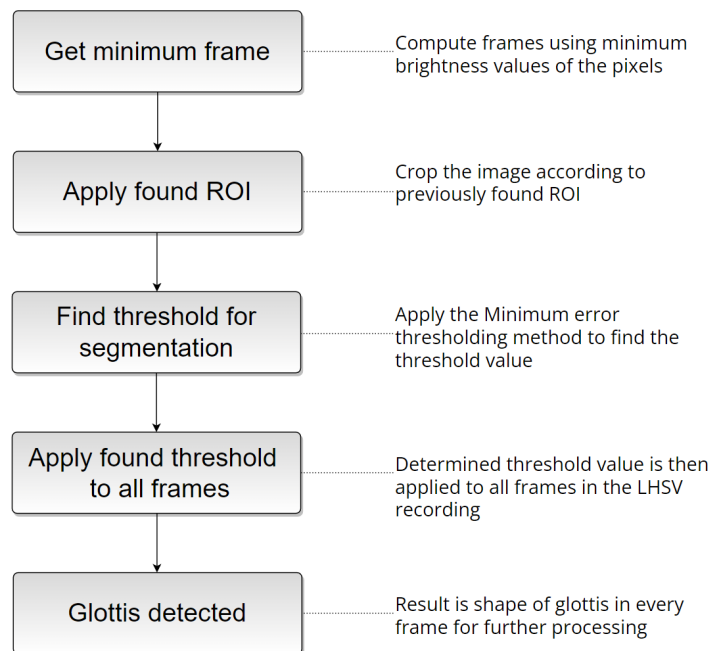 Get minimum frame
Compute frames using minimum
brightness values of the pixels
Apply found ROI
Crop the image according to
previously found ROI
Find threshold for
segmentation
Apply the Minimum error
thresholding method to find the
threshold value
Apply found threshold
to all frames
Determined threshold value is then
applied to all frames in the LHSV
recording
Glottis detected
Result is shape of glottis in every
frame for further processing